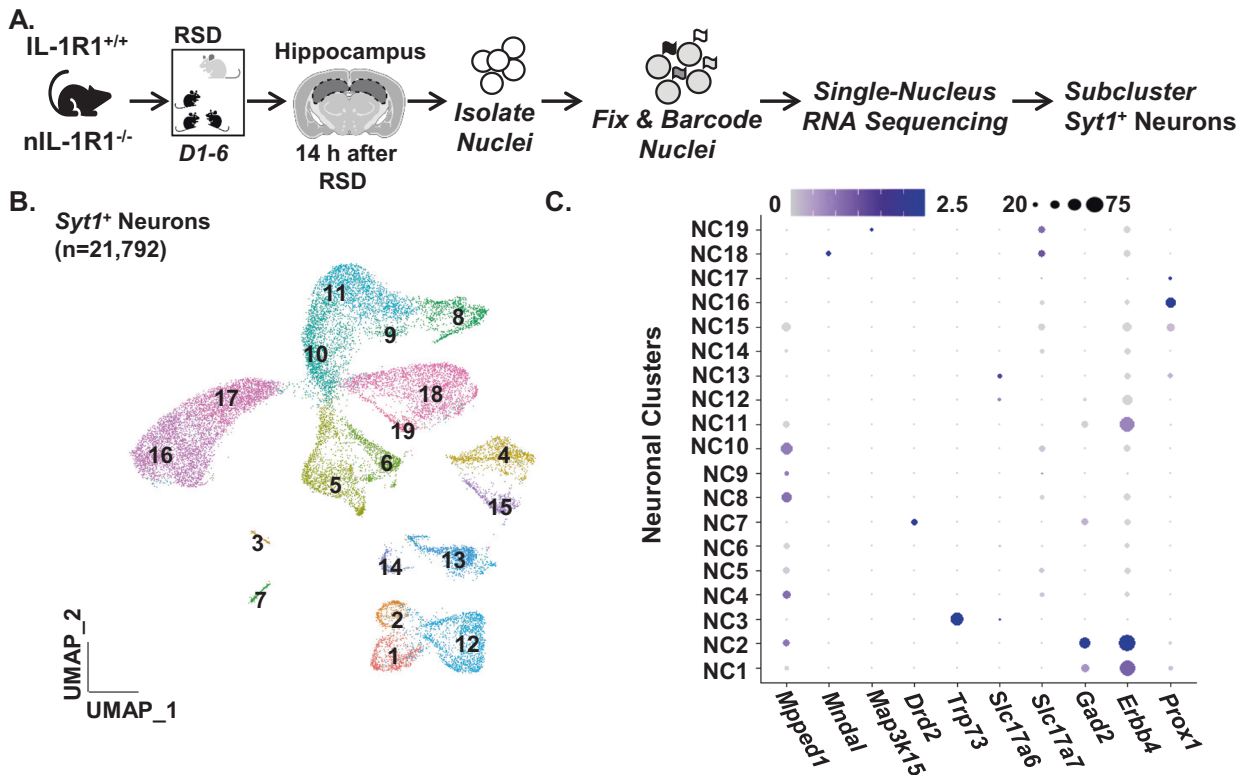 A.
IL-1R1+/+
nIL-1R1-/-
RSD
D1-6
Hippocampus
14 h after
RSD
Isolate
Nuclei
Fix & Barcode
Nuclei
Single-Nucleus
RNA Sequencing
Subcluster
Syt1+ Neurons
B.
Syt1+ Neurons
(n=21,792)
11
8
9
10
17
18
19
16
6
4
5
15
3
14
13
7
2
12
1
UMAP_2
UMAP_1
C.
0
2.5
20
75
Neuronal Clusters
NC19
NC18
NC17
NC16
NC15
NC14
NC13
NC12
NC11
NC10
NC9
NC8
NC7
NC6
NC5
NC4
NC3
NC2
NC1
Mpped1
Mndal
Map3k15
Drd2
Trp73
Slc17a6
Slc17a7
Gad2
Erbb4
Prox1